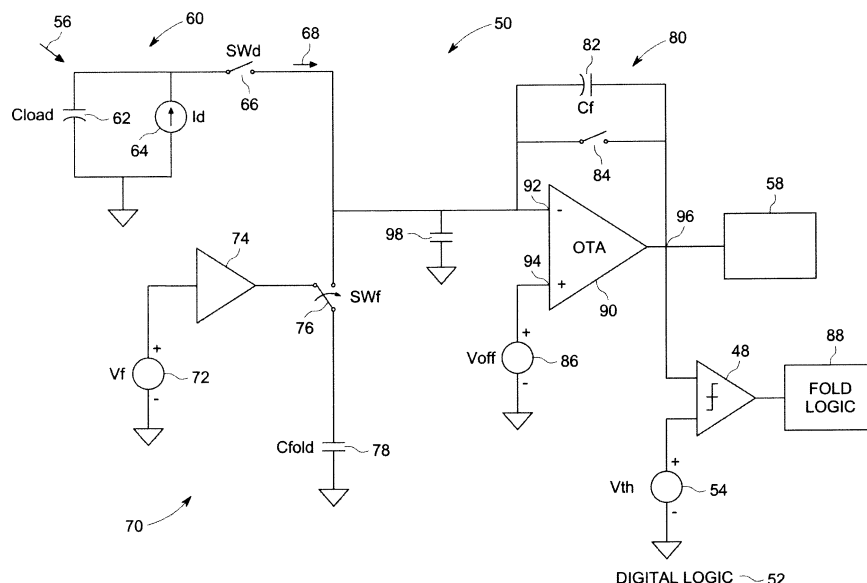 56
60
SWd
68
50
82
80
66
Cload
62
Id
64
Cf
84
92
98
58
96
OTA
94
74
90
SWf
76
Vf
+
72
-
+
Voff
86
-
48
88
FOLD
LOGIC
Cfold
78
+
Vth
54
-
70
DIGITAL LOGIC 52